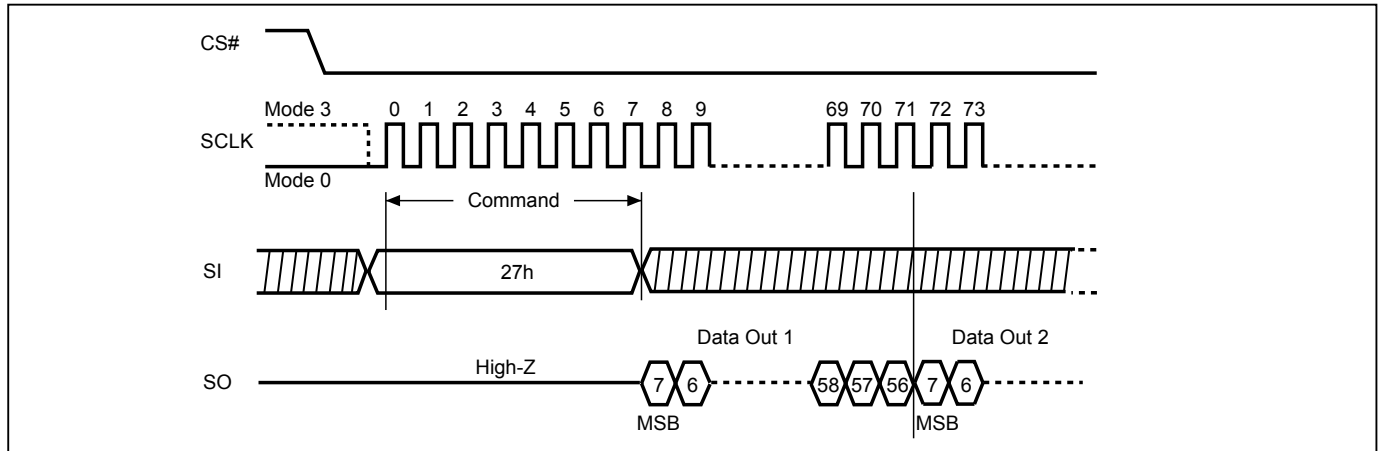 CS#
Mode 3 0 1 2 3 4 5 6 7 8 9 69 70 71 72 73
SCLK
Mode 0
Command
SI 27h
Data Out 1 Data Out 2
High-Z
SO 7 6 58 57 56 7 6
MSB MSB